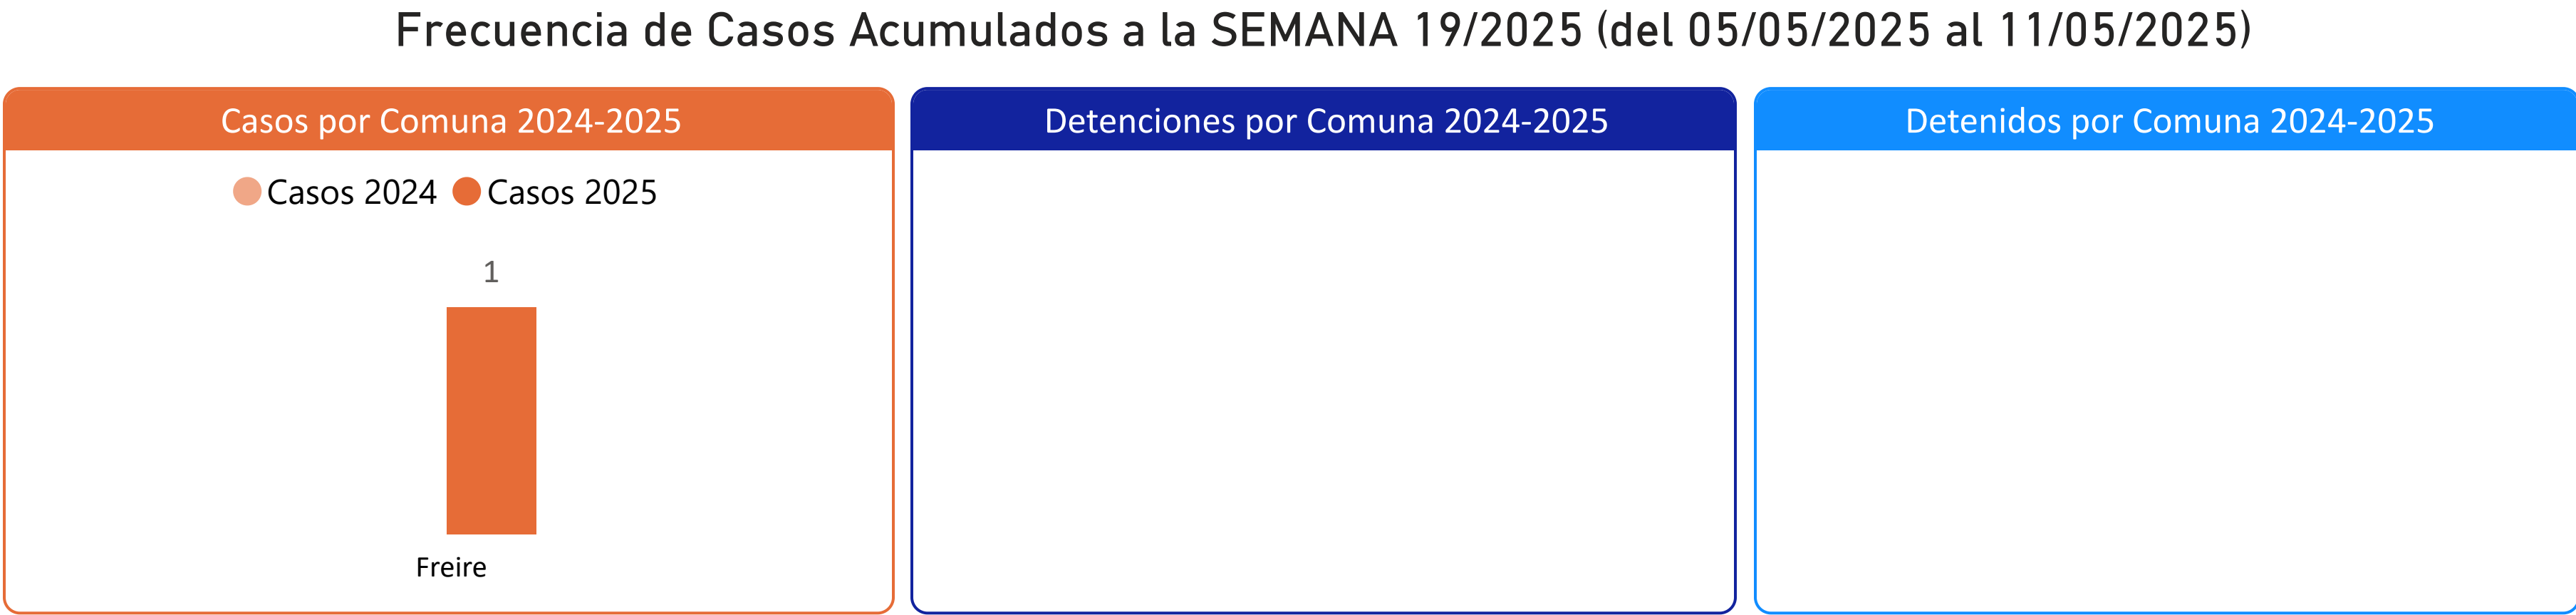 Frecuencia de Casos Acumulados a la SEMANA 19/2025 (del 05/05/2025 al 11/05/2025)
Casos por Comuna 2024-2025
Casos 2024 Casos 2025
1
Freire
Detenciones por Comuna 2024-2025
Detenidos por Comuna 2024-2025